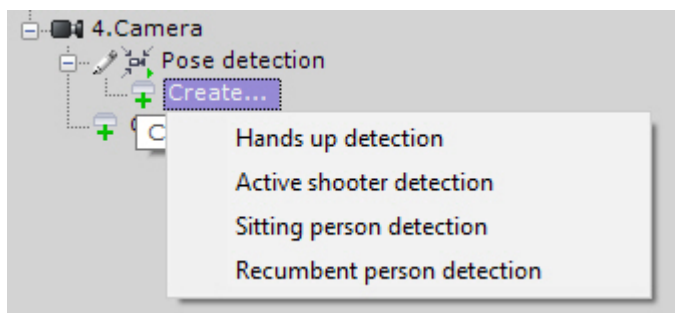 4.Camera
Pose detection
Create...
C
Hands up detection
Active shooter detection
Sitting person detection
Recumbent person detection